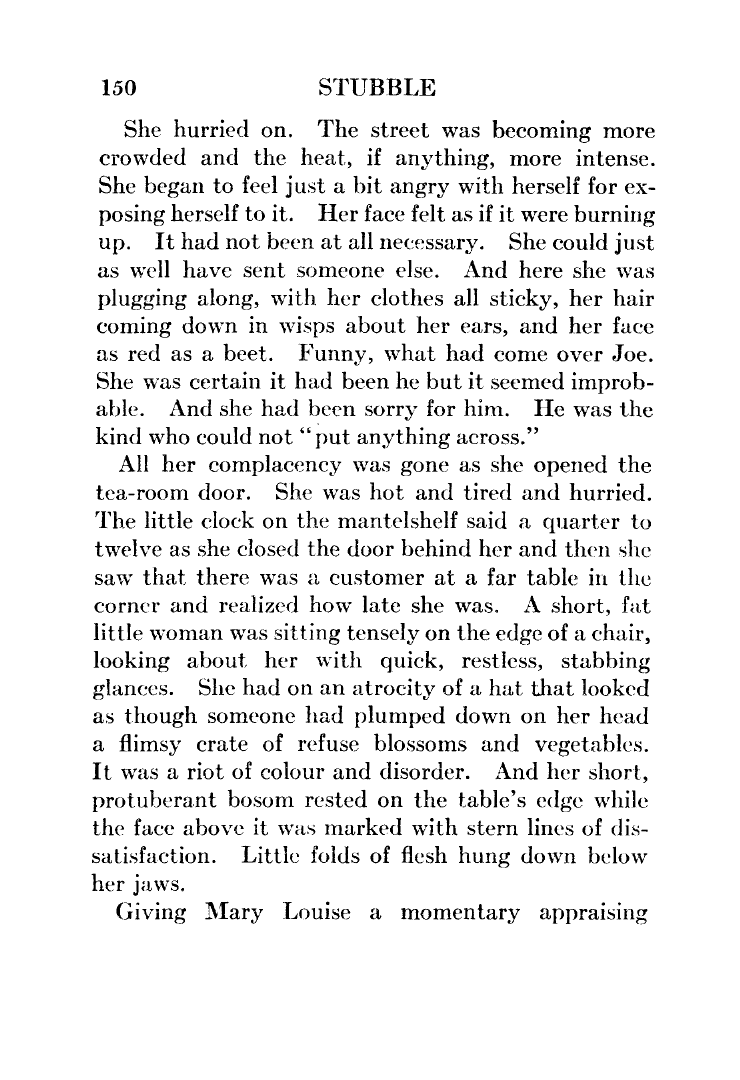 150 STUBBLE
She hurried on. The street was becoming more
crowded and the heat, if anything, more intense.
She began to feel just a bit angry with herself for ex-
posing herself to it. Her face felt as if it were burning
up. It had not been at all necessary. She could just
as well have sent someone else. And here she was
plugging along, with her clothes all sticky, her hair
coming down in wisps about her ears, and her face
as red as a beet. Funny, what had come over Joe.
She was certain it had been he but it seemed improb-
able. And she had been sorry for him. He was the
kind who could not "put anything across."
All her complacency was gone as she opened the
tea-room door. She was hot and tired and hurried.
The little clock on the mantelshelf said a quarter to
twelve as she closed the door behind her and then she
saw that there was a customer at a far table in the
corner and realized how late she was. A short, fat
little woman was sitting tensely on the edge of a chair,
looking about her with quick, restless, stabbing
glances. She had on an atrocity of a hat that looked
as though someone had plumped down on her head
a flimsy crate of refuse blossoms and vegetables.
It was a riot of colour and disorder. And her short,
protuberant bosom rested on the table's edge while
the face above it was marked with stern lines of dis-
satisfaction. Little folds of flesh hung down below
her jaws.
Giving Mary Louise a momentary appraising